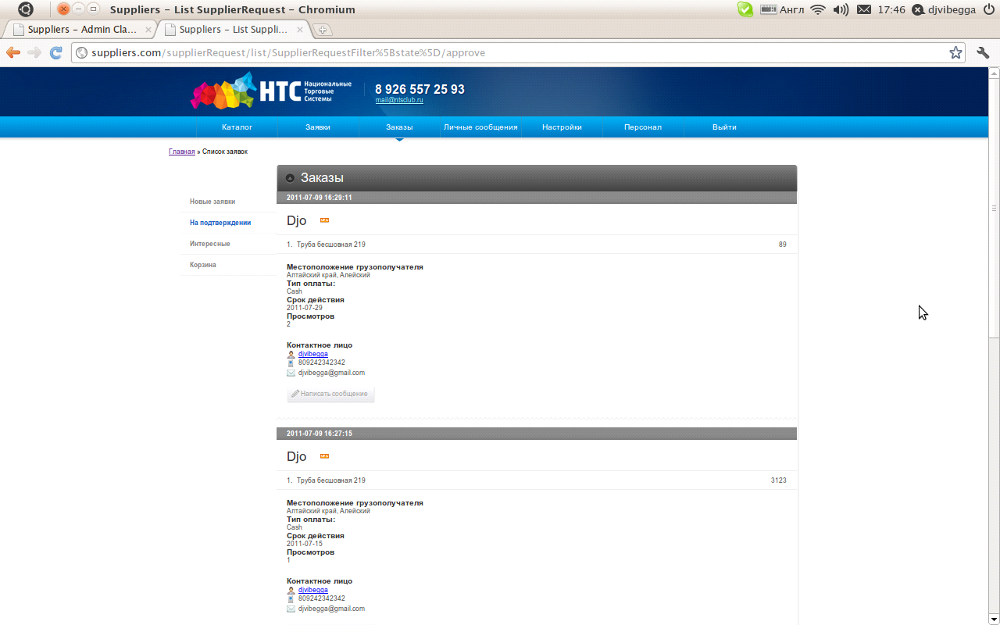 Suppliers - List SupplierRequest - Chromium
Англ 17:46 djvibegga
Suppliers - Admin Cla... Suppliers - List Suppli...
suppliers.com/supplierRequest/list/SupplierRequestFilter%5Bstate%5D/approve
НТС Национальные Торговые Системы
8 926 557 25 93
mail@ntsclub.ru
Каталог Заявки Заказы Личные сообщения Настройки Персонал Выйти
Главная » Список заявок
Новые заявки
На подтверждении
Интересные
Корзина
Заказы
2011-07-09 16:29:11
Djo
1. Труба бесшовная 219 89
Местоположение грузополучателя
Алтайский край, Алейский
Тип оплаты:
Cash
Срок действия
2011-07-29
Просмотров
2
Контактное лицо
djvibegga
809242342342
djvibegga@gmail.com
Написать сообщение
2011-07-09 16:27:15
Djo
1. Труба бесшовная 219 3123
Местоположение грузополучателя
Алтайский край, Алейский
Тип оплаты:
Cash
Срок действия
2011-07-15
Просмотров
1
Контактное лицо
djvibegga
809242342342
djvibegga@gmail.com